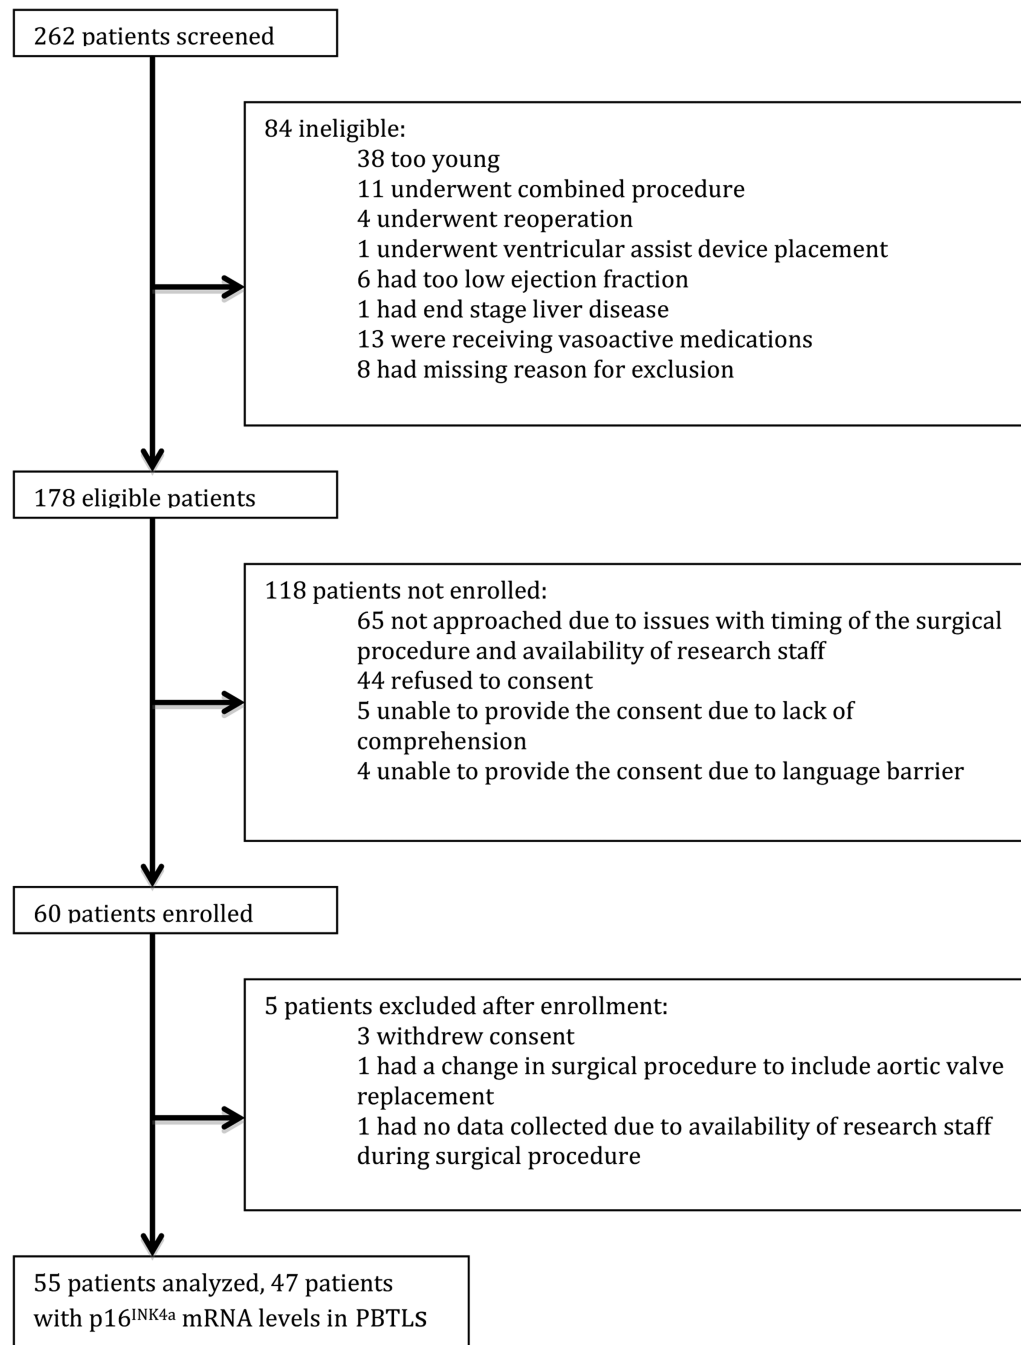 262 patients screened
84 ineligible:
38 too young
11 underwent combined procedure
4 underwent reoperation
1 underwent ventricular assist device placement
6 had too low ejection fraction
1 had end stage liver disease
13 were receiving vasoactive medications
8 had missing reason for exclusion
178 eligible patients
118 patients not enrolled:
65 not approached due to issues with timing of the surgical
procedure and availability of research staff
44 refused to consent
5 unable to provide the consent due to lack of
comprehension
4 unable to provide the consent due to language barrier
60 patients enrolled
5 patients excluded after enrollment:
3 withdrew consent
1 had a change in surgical procedure to include aortic valve
replacement
1 had no data collected due to availability of research staff
during surgical procedure
55 patients analyzed, 47 patients
with p16INK4a mRNA levels in PBTLs